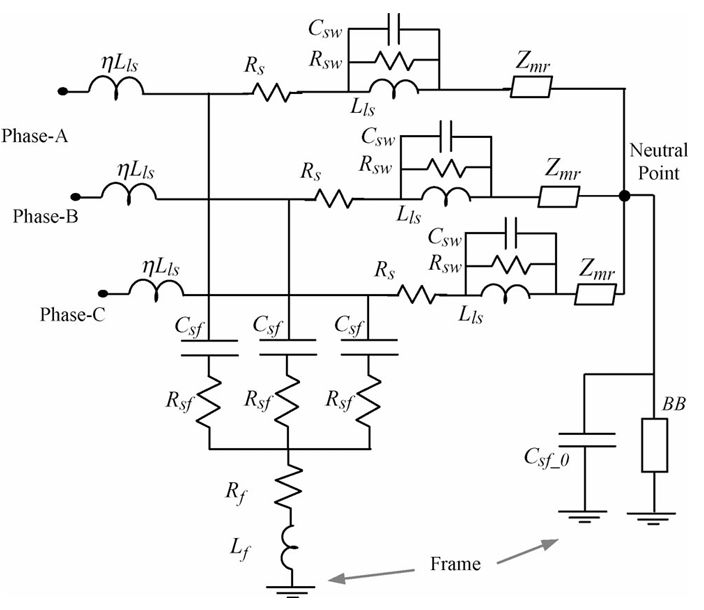 C_sw
ηL_ls
R_s
R_sw
Z_mr
L_ls
Phase-A
C_sw
Neutral
Point
ηL_ls
R_s
R_sw
Z_mr
Phase-B
L_ls
C_sw
ηL_ls
R_s
R_sw
Z_mr
Phase-C
L_ls
C_sf
C_sf
C_sf
R_sf
R_sf
R_sf
BB
C_sf_0
R_f
L_f
Frame